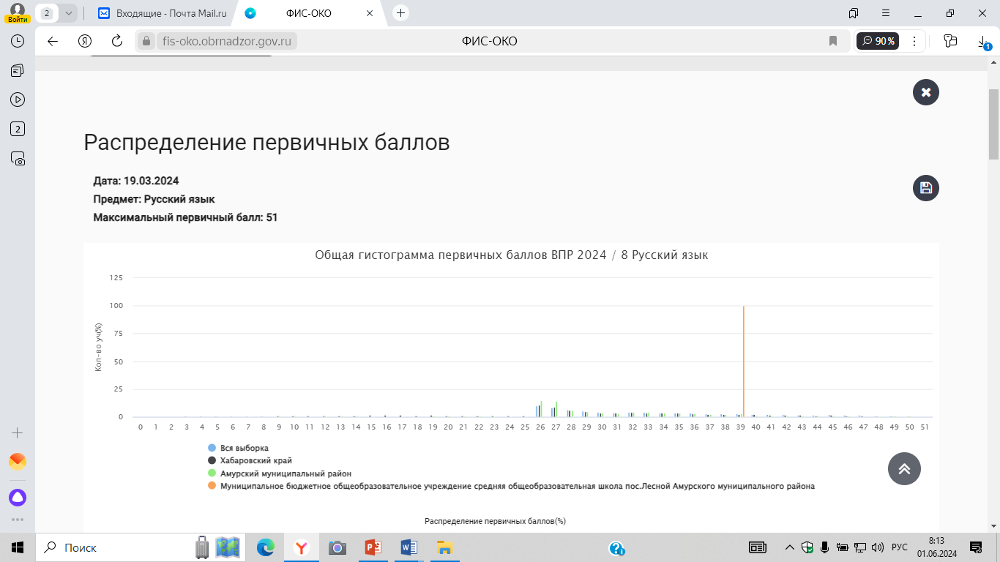 Войти
2
Входящие - Почта Mail.ru
ФИС-ОКО
fis-oko.obrnadzor.gov.ru
ФИС-ОКО
90%
1
2
Распределение первичных баллов
Дата: 19.03.2024
Предмет: Русский язык
Максимальный первичный балл: 51
Общая гистограмма первичных баллов ВПР 2024 / 8 Русский язык
Кол-во уч(%)
125
100
75
50
25
0
0 1 2 3 4 5 6 7 8 9 10 11 12 13 14 15 16 17 18 19 20 21 22 23 24 25 26 27 28 29 30 31 32 33 34 35 36 37 38 39 40 41 42 43 44 45 46 47 48 49 50 51
Вся выборка
Хабаровский край
Амурский муниципальный район
Муниципальное бюджетное общеобразовательное учреждение средняя общеобразовательная школа пос.Лесной Амурского муниципального района
Распределение первичных баллов(%)
Поиск
РУС
8:13
01.06.2024